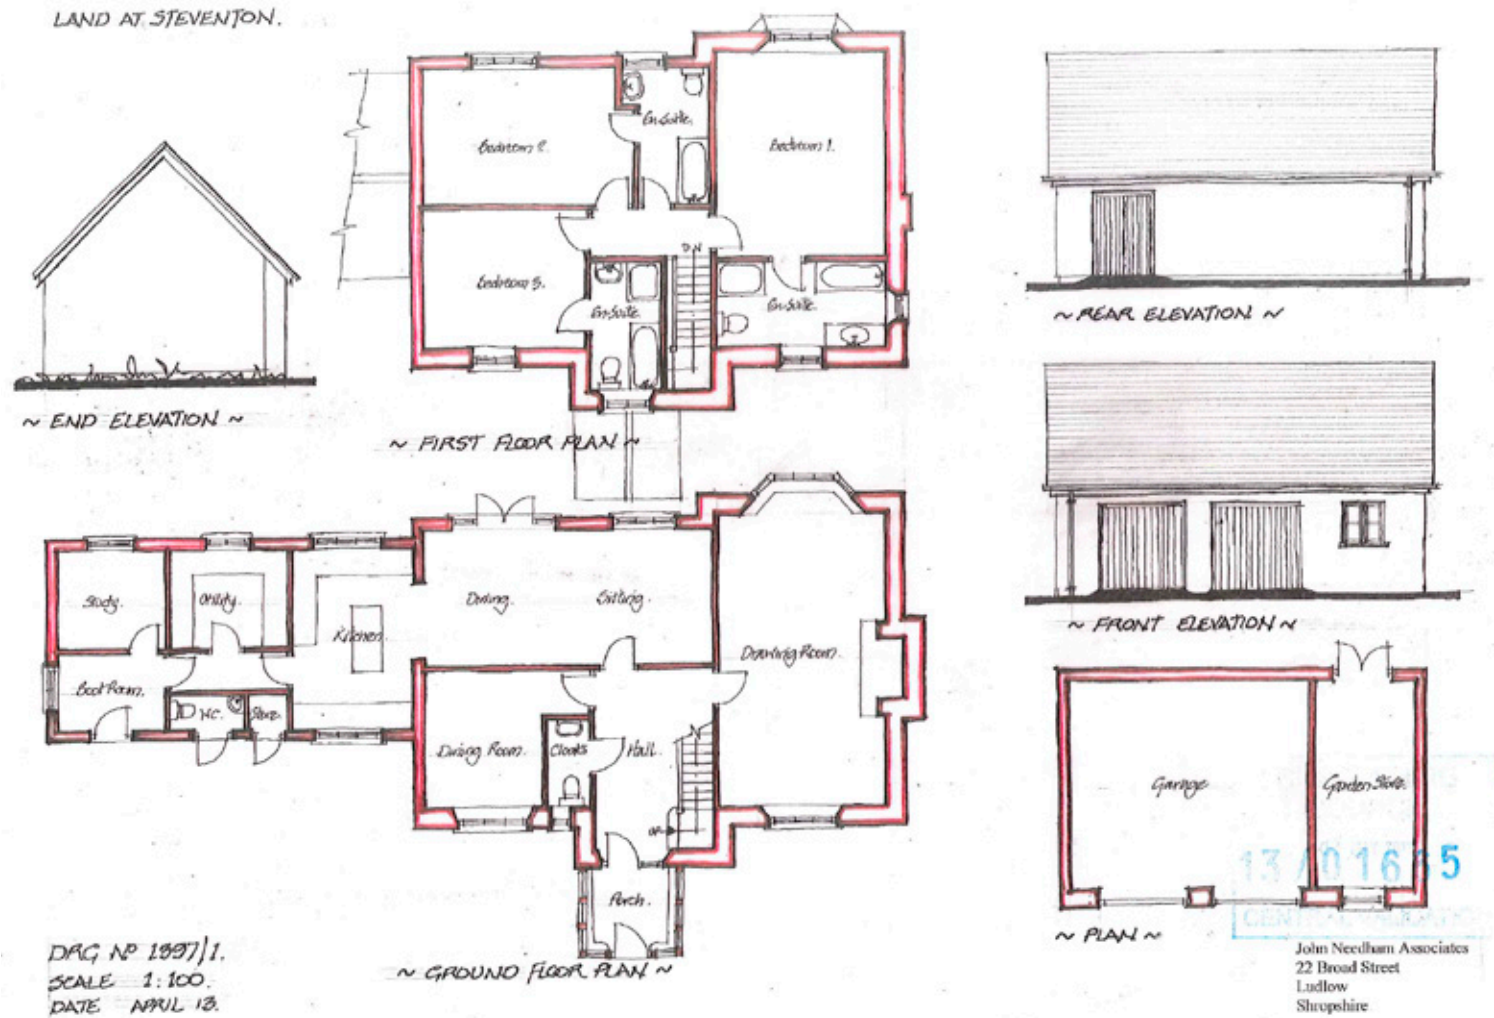 LAND AT STEVENTON.
Bedroom 2.
En-Suite.
Bedroom 1.
DN
Bedroom 3.
En-Suite
En-Suite.
~ END ELEVATION ~
~ FIRST FLOOR PLAN ~
~ REAR ELEVATION ~
~ FRONT ELEVATION ~
Study.
Utility.
Kitchen.
Dining.
Sitting.
Drawing Room.
Boot Room.
W.C.
Store.
Dining Room.
Cloaks
Hall.
UP
Porch.
~ GROUND FLOOR PLAN ~
Garage
Garden Store.
~ PLAN ~
DRG Nº 1397/1.
SCALE 1:100.
DATE APRIL 13.
John Needham Associates
22 Broad Street
Ludlow
Shropshire